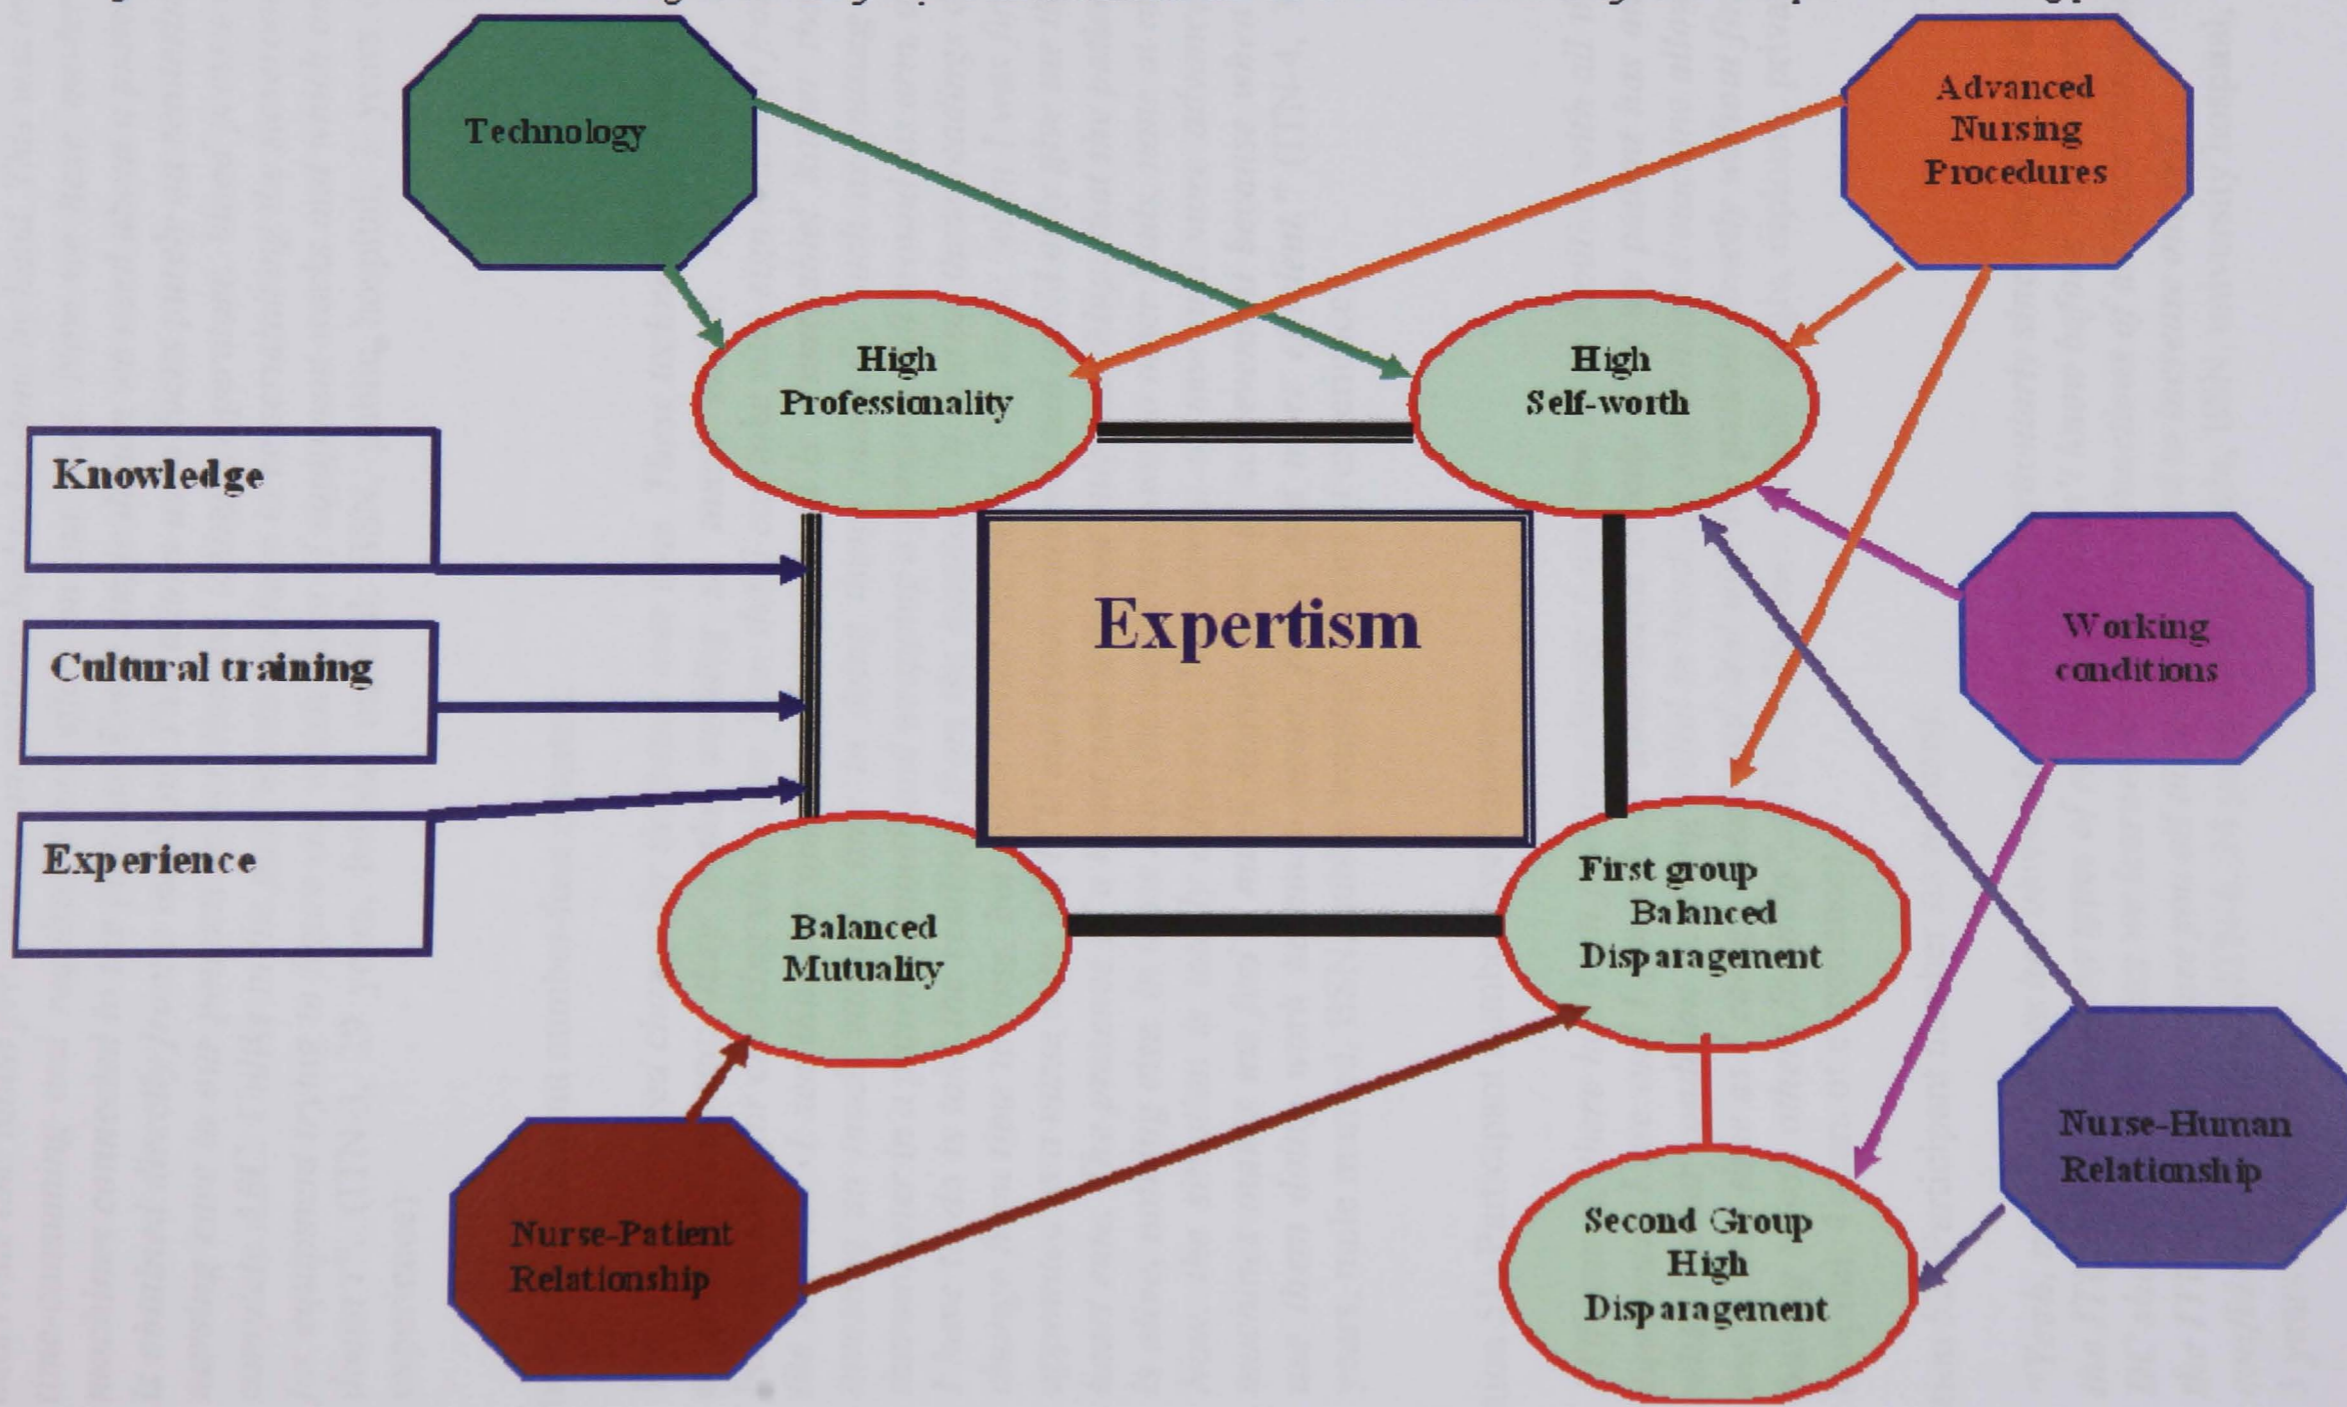 Technology
Advanced
Nursing
Procedures
High
Professionality
High
Self-worth
Knowledge
Cultural training
Experience
Expertism
Working
conditions
First group
Balanced
Disparagement
Balanced
Mutuality
Nurse-Human
Relationship
Nurse-Patient
Relationship
Second Group
High
Disparagement